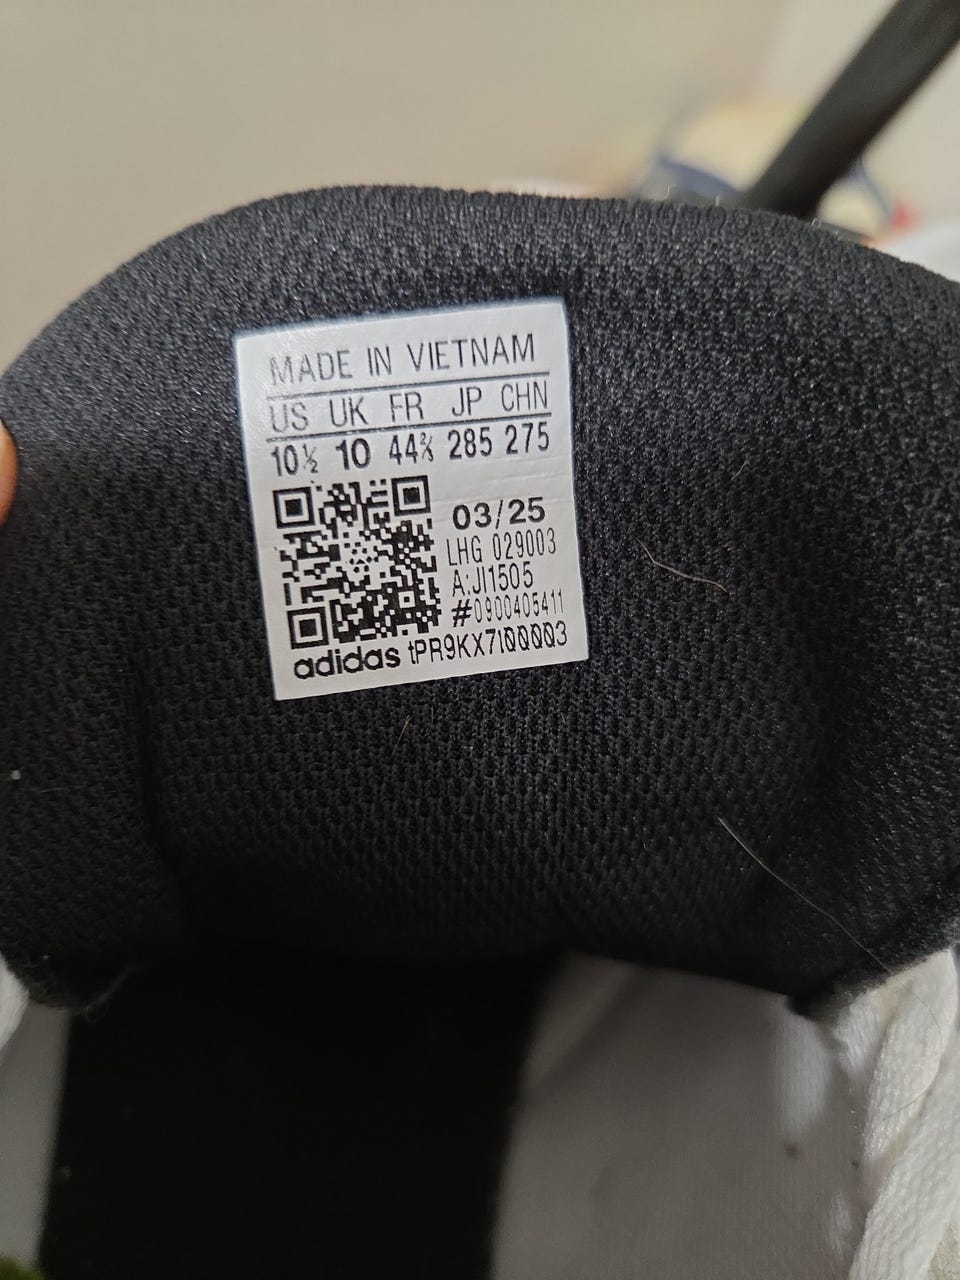 MADE IN VIETNAM
US UK FR JP CHN
10½ 10 44⅔ 285 275
03/25
LHG 029003
A:JI1505
#0900405411
adidas tPR9KX7I00003